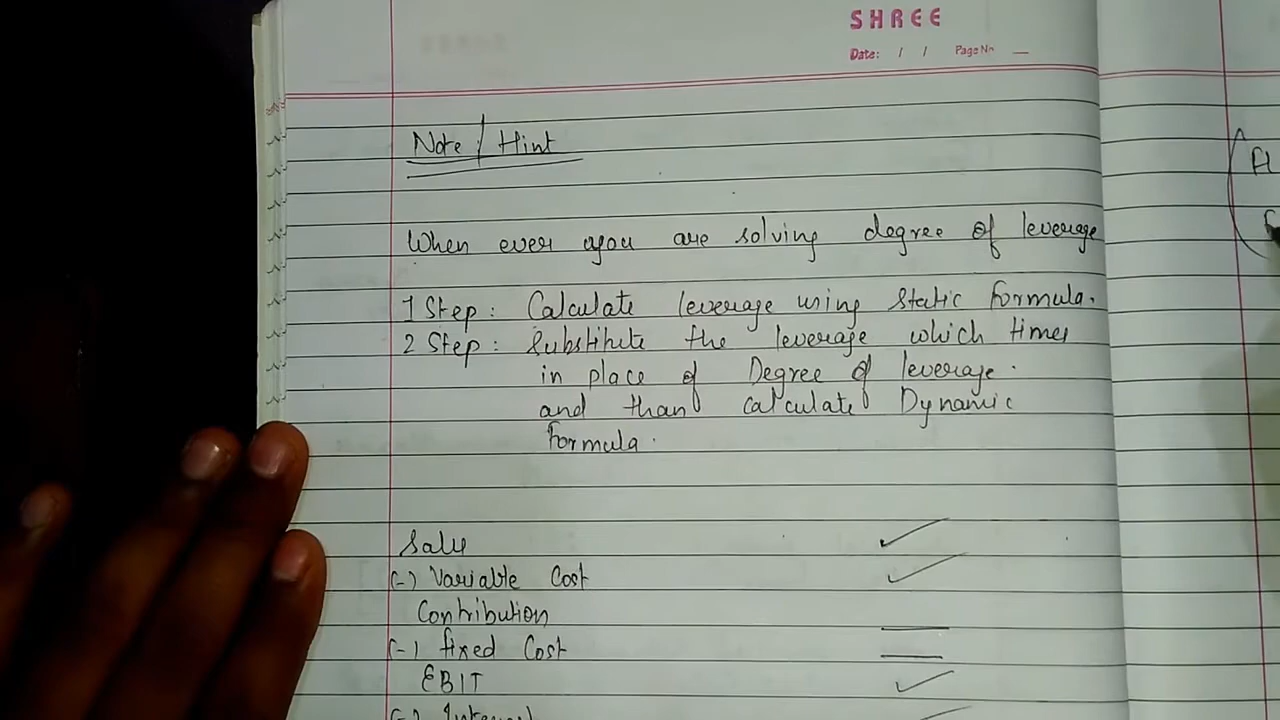 SHREE
Date: / / Page No
Note / Hint
When ever you are solving degree of leverage
1 Step: Calculate leverage using Static Formula.
2 Step: Substitute the leverage which times
in place of Degree of leverage.
and than calculate Dynamic
Formula.
Sales
(-) Variable Cost
Contribution
(-) fixed Cost
EBIT
(-) Interest